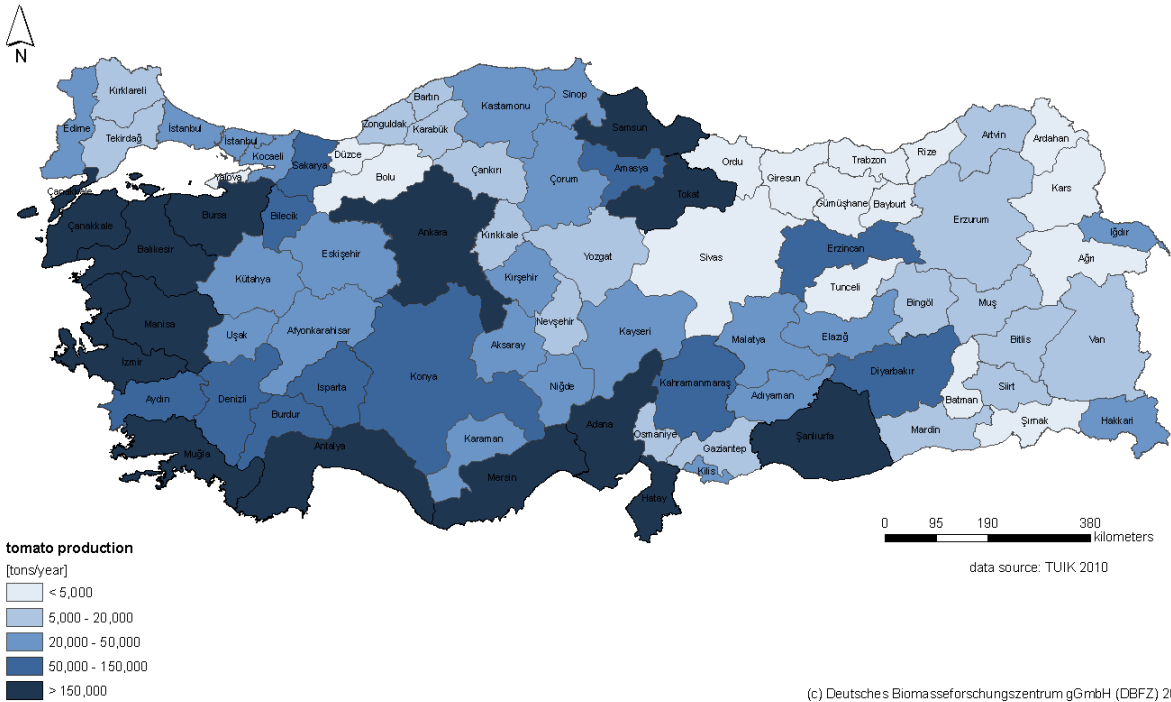 N
Kırklareli
Edirne
Tekirdağ
İstanbul
İstanbul
Kocaeli
Yalova
Sakarya
Düzce
Bolu
Zonguldak
Bartın
Karabük
Kastamonu
Sinop
Çankırı
Çorum
Samsun
Amasya
Tokat
Ordu
Giresun
Trabzon
Rize
Gümüşhane
Bayburt
Artvin
Ardahan
Kars
Erzurum
Iğdır
Ağrı
Çanakkale
Çanakkale
Balıkesir
Bursa
Bilecik
Eskişehir
Kütahya
Ankara
Kırıkkale
Kırşehir
Yozgat
Sivas
Erzincan
Tunceli
Bingöl
Muş
Bitlis
Van
Manisa
Uşak
Afyonkarahisar
İzmir
Aydın
Denizli
Isparta
Burdur
Konya
Aksaray
Nevşehir
Kayseri
Niğde
Malatya
Elazığ
Diyarbakır
Kahramanmaraş
Adıyaman
Batman
Siirt
Mardin
Şırnak
Hakkari
Muğla
Antalya
Karaman
Mersin
Adana
Osmaniye
Gaziantep
Kilis
Şanlıurfa
Hatay
0 95 190 380
kilometers
data source: TUIK 2010
tomato production
[tons/year]
< 5,000
5,000 - 20,000
20,000 - 50,000
50,000 - 150,000
> 150,000
(c) Deutsches Biomasseforschungszentrum gGmbH (DBFZ)